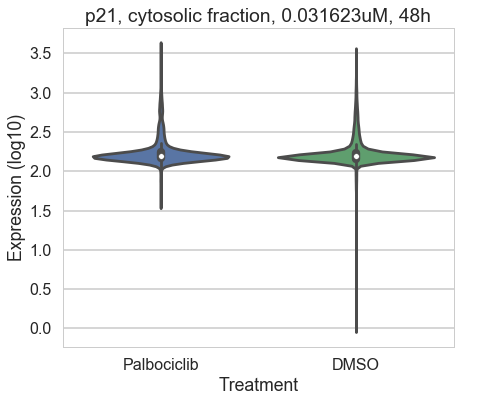 p21, cytosolic fraction, 0.031623uM, 48h
Expression (log10)
3.5
3.0
2.5
2.0
1.5
1.0
0.5
0.0
Palbociclib
DMSO
Treatment